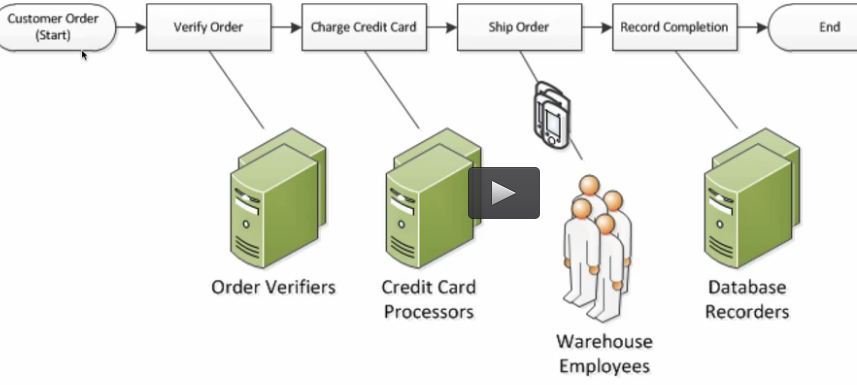 Customer Order
(Start)
Verify Order
Charge Credit Card
Ship Order
Record Completion
End
Order Verifiers
Credit Card
Processors
Warehouse
Employees
Database
Recorders